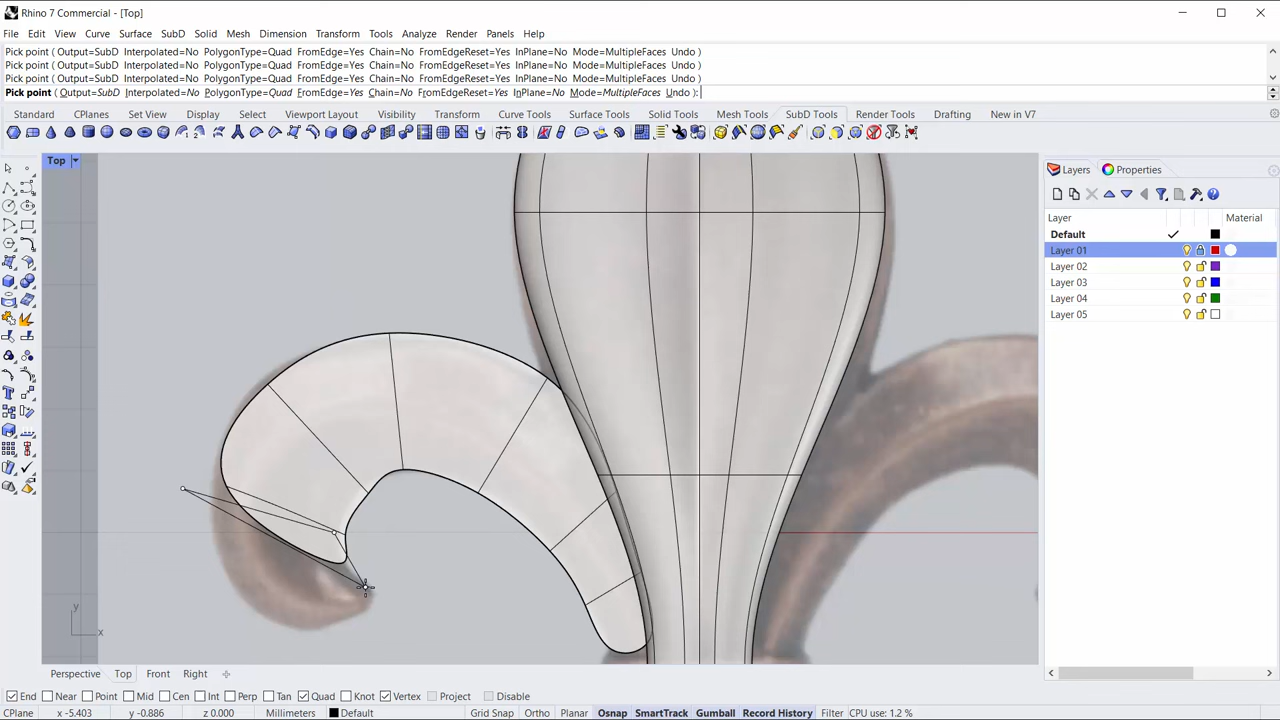 Rhino 7 Commercial - [Top]
File Edit View Curve Surface SubD Solid Mesh Dimension Transform Tools Analyze Render Panels Help
Pick point ( Output=SubD Interpolated=No PolygonType=Quad FromEdge=Yes Chain=No FromEdgeReset=Yes InPlane=No Mode=MultipleFaces Undo )
Pick point ( Output=SubD Interpolated=No PolygonType=Quad FromEdge=Yes Chain=No FromEdgeReset=Yes InPlane=No Mode=MultipleFaces Undo )
Pick point ( Output=SubD Interpolated=No PolygonType=Quad FromEdge=Yes Chain=No FromEdgeReset=Yes InPlane=No Mode=MultipleFaces Undo )
Pick point ( Output=SubD Interpolated=No PolygonType=Quad FromEdge=Yes Chain=No FromEdgeReset=Yes InPlane=No Mode=MultipleFaces Undo ):
Standard CPlanes Set View Display Select Viewport Layout Visibility Transform Curve Tools Surface Tools Solid Tools Mesh Tools SubD Tools Render Tools Drafting New in V7
Top
Layers Properties
Layer Material
Default
Layer 01
Layer 02
Layer 03
Layer 04
Layer 05
y
x
Perspective Top Front Right
End Near Point Mid Cen Int Perp Tan Quad Knot Vertex Project Disable
CPlane x -5.403 y -0.886 z 0.000 Millimeters Default Grid Snap Ortho Planar Osnap SmartTrack Gumball Record History Filter CPU use: 1.2 %